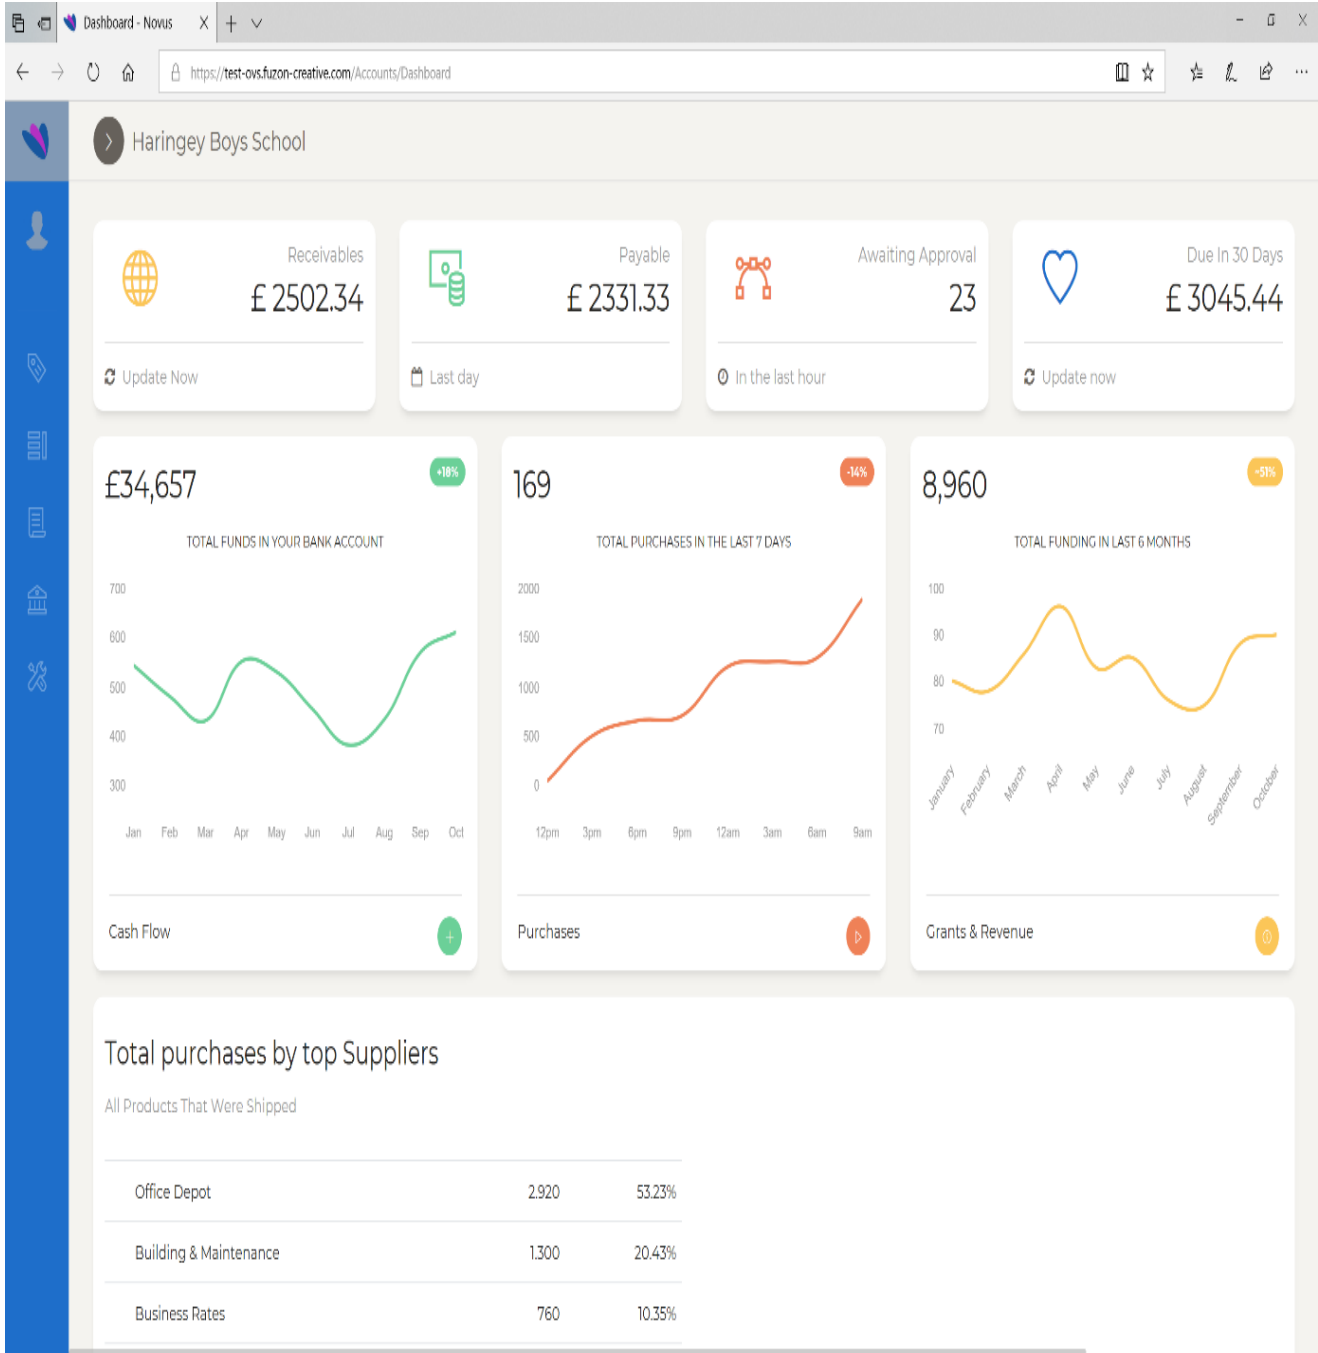 Dashboard - Novus
https://test-ovs.fuzon-creative.com/Accounts/Dashboard
Haringey Boys School
Receivables
£ 2502.34
Update Now
Payable
£ 2331.33
Last day
Awaiting Approval
23
In the last hour
Due In 30 Days
£ 3045.44
Update now
£34,657
+18%
TOTAL FUNDS IN YOUR BANK ACCOUNT
700
600
500
400
300
Jan Feb Mar Apr May Jun Jul Aug Sep Oct
Cash Flow
169
-14%
TOTAL PURCHASES IN THE LAST 7 DAYS
2000
1500
1000
500
0
12pm 3pm 6pm 9pm 12am 3am 6am 9am
Purchases
8,960
TOTAL FUNDING IN LAST 6 MONTHS
100
90
80
70
January February March April May June July August September October
Grants & Revenue
Total purchases by top Suppliers
All Products That Were Shipped
Office Depot 2.920 53.23%
Building & Maintenance 1.300 20.43%
Business Rates 760 10.35%